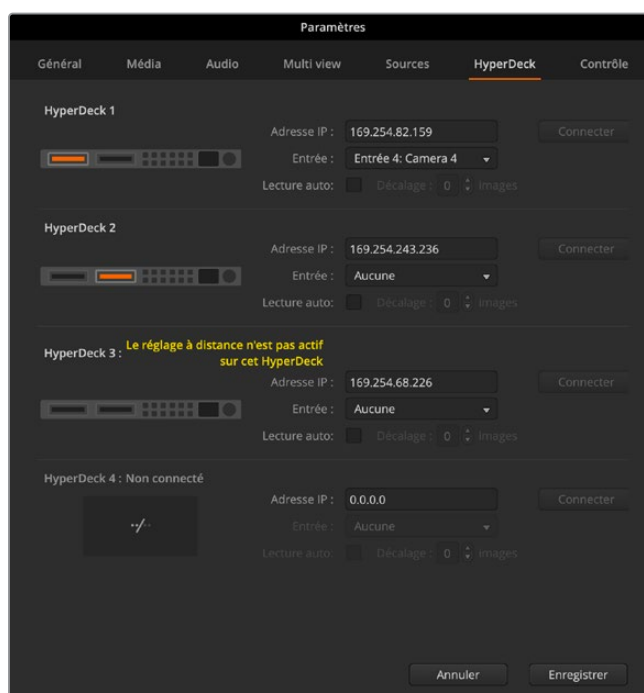 Paramètres
Général Média Audio Multi view Sources HyperDeck Contrôle
HyperDeck 1
Adresse IP : 169.254.82.159 Connecter
Entrée : Entrée 4: Camera 4
Lecture auto: Décalage : 0 images
HyperDeck 2
Adresse IP : 169.254.243.236 Connecter
Entrée : Aucune
Lecture auto: Décalage : 0 images
HyperDeck 3 : Le réglage à distance n'est pas actif
sur cet HyperDeck
Adresse IP : 169.254.68.226 Connecter
Entrée : Aucune
Lecture auto: Décalage : 0 images
HyperDeck 4 : Non connecté
Adresse IP : 0.0.0.0 Connecter
--/-- Entrée : Aucune
Lecture auto: Décalage : 0 images
Annuler Enregistrer